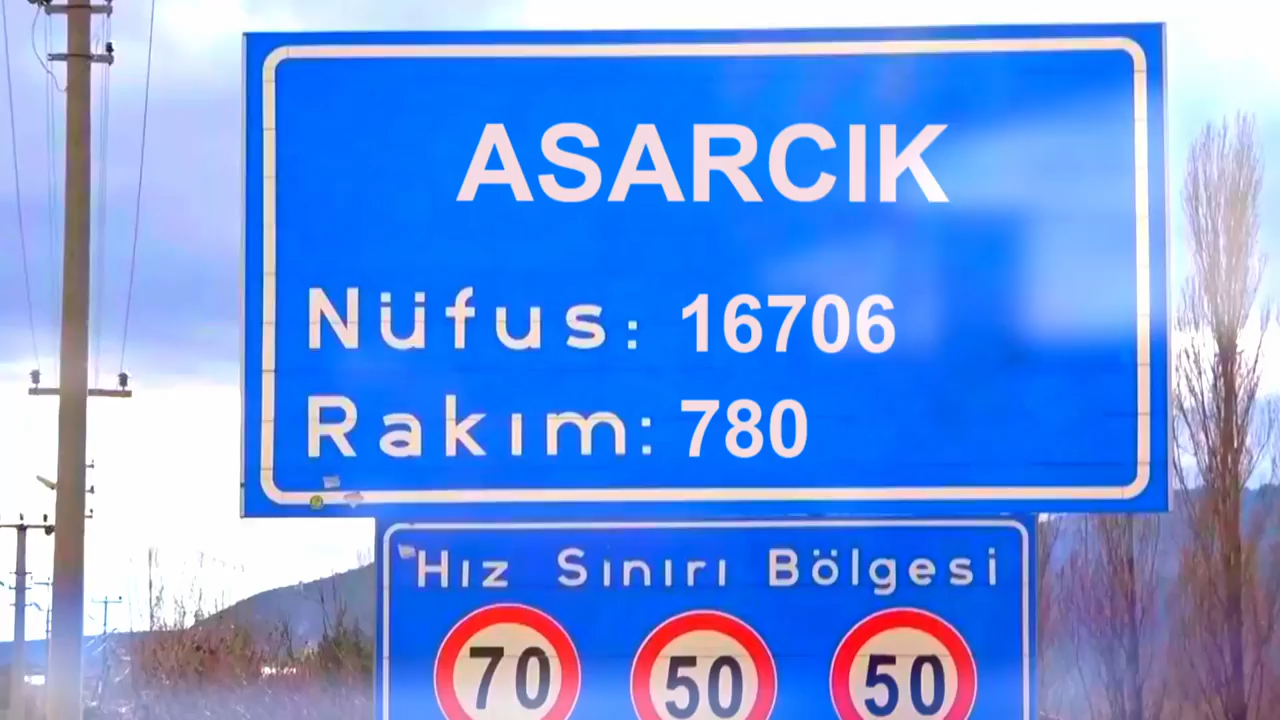 ASARCIK
Nüfus: 16706
Rakım: 780
Hız Sınırı Bölgesi
70 50 50